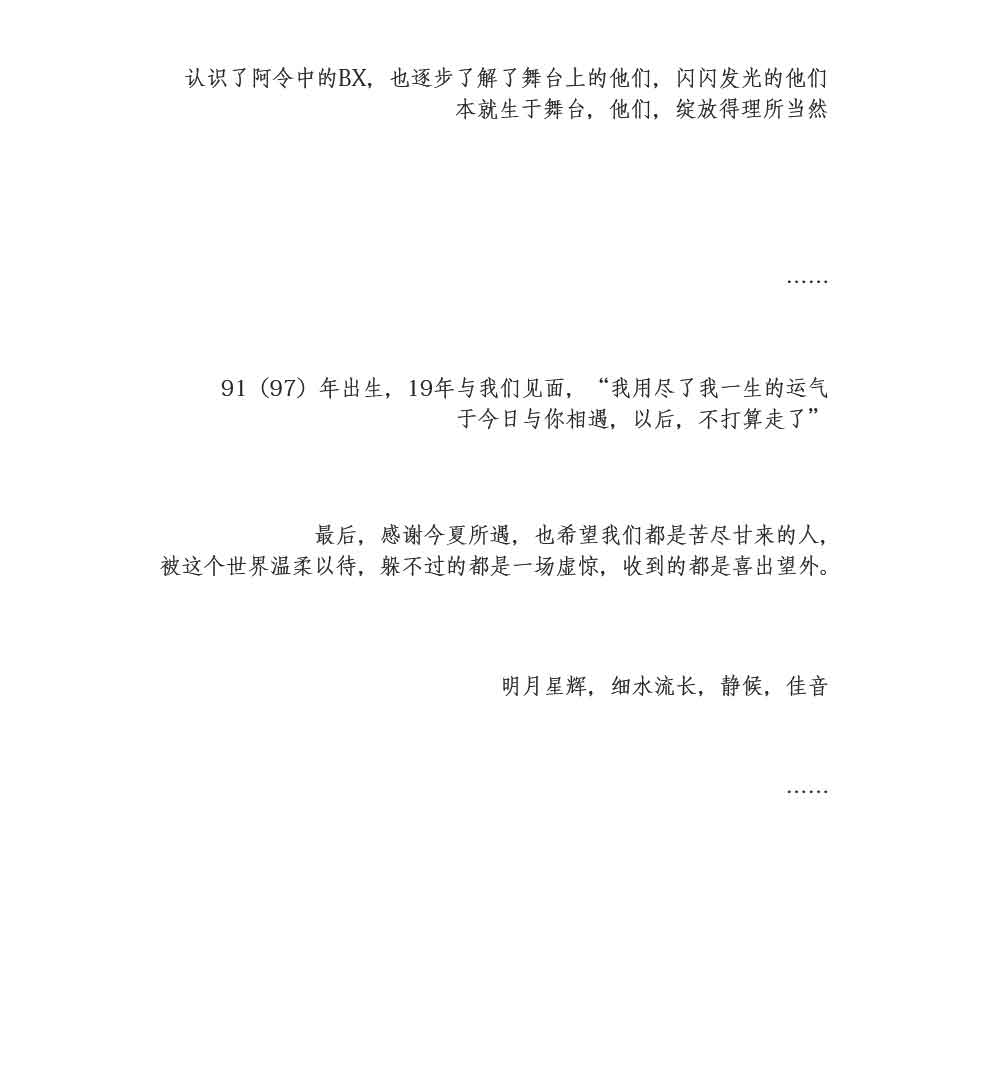 认识了阿令中的BX，也逐步了解了舞台上的他们，闪闪发光的他们
本就生于舞台，他们，绽放得理所当然
……
91（97）年出生，19年与我们见面，“我用尽了我一生的运气
于今日与你相遇，以后，不打算走了”
最后，感谢今夏所遇，也希望我们都是苦尽甘来的人，
被这个世界温柔以待，躲不过的都是一场虚惊，收到的都是喜出望外。
明月星辉，细水流长，静候，佳音
……